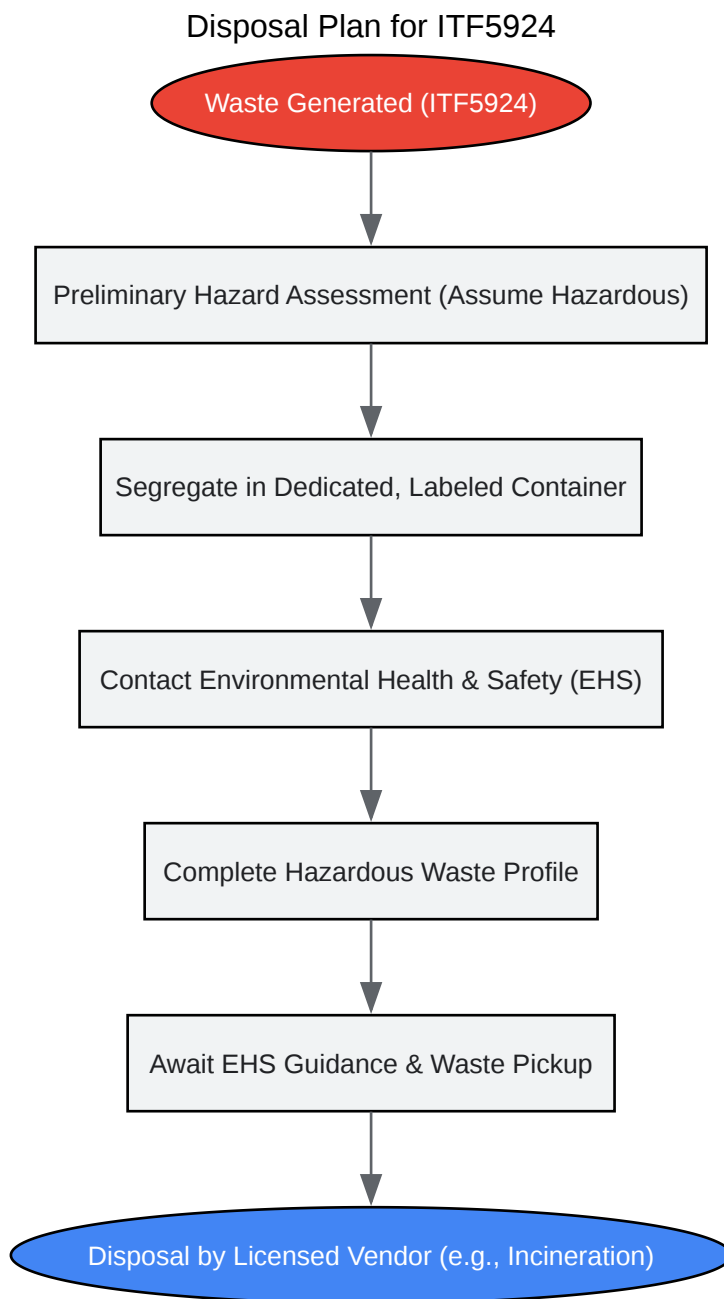 Disposal Plan for ITF5924
Waste Generated (ITF5924)
Preliminary Hazard Assessment (Assume Hazardous)
Segregate in Dedicated, Labeled Container
Contact Environmental Health & Safety (EHS)
Complete Hazardous Waste Profile
Await EHS Guidance & Waste Pickup
Disposal by Licensed Vendor (e.g., Incineration)